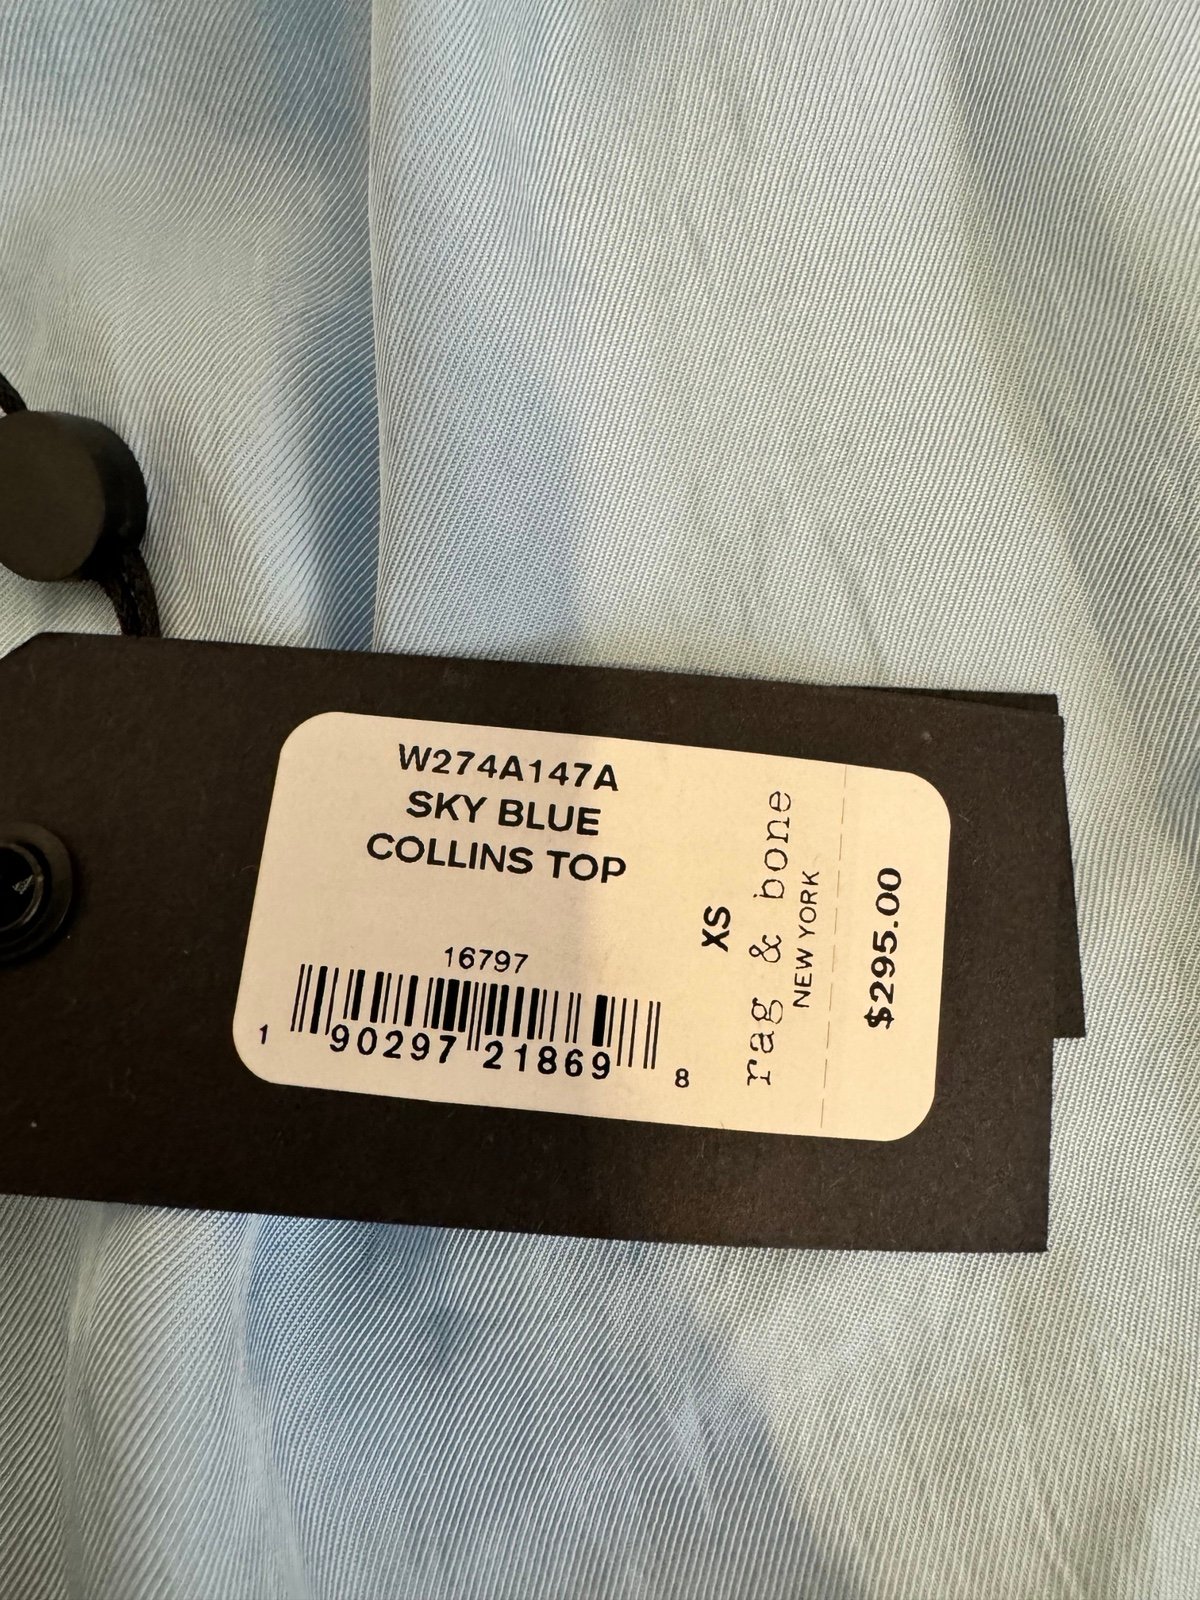 W274A147A
SKY BLUE
COLLINS TOP
16797
1 90297 21869 8
XS
rag & bone
NEW YORK
$295.00